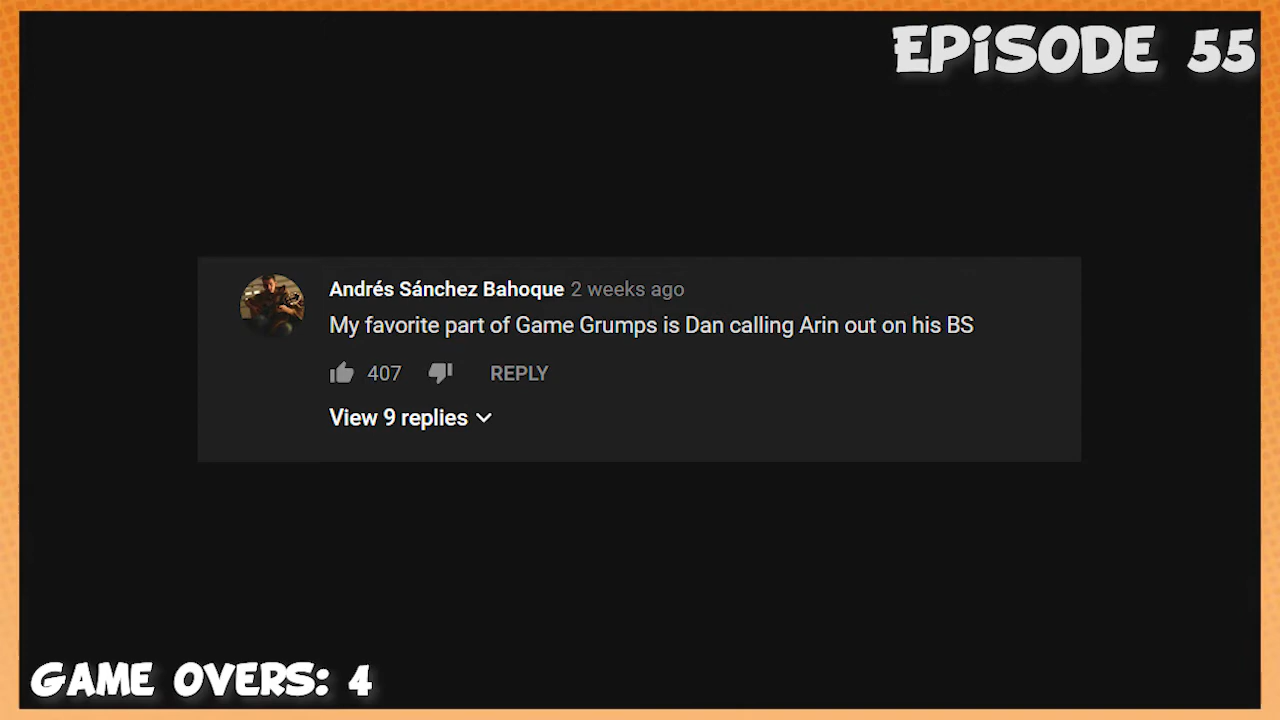 EPISODE 55
Andrés Sánchez Bahoque 2 weeks ago
My favorite part of Game Grumps is Dan calling Arin out on his BS
407 REPLY
View 9 replies
GAME OVERS: 4